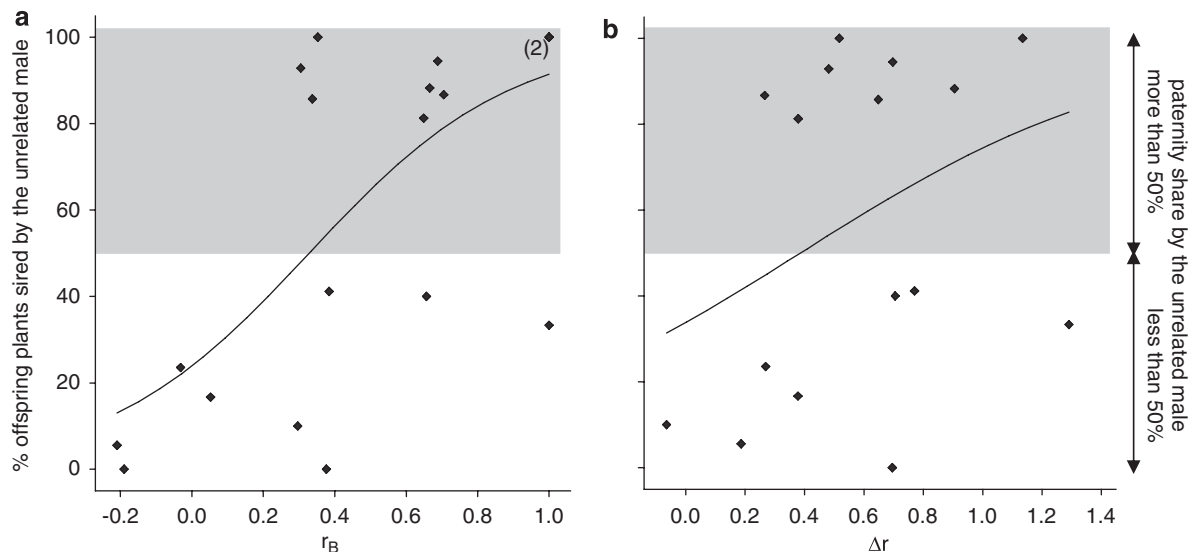 a
b
% offspring plants sired by the unrelated male
100
80
60
40
20
0
(2)
-0.2 0.0 0.2 0.4 0.6 0.8 1.0
rB
0.0 0.2 0.4 0.6 0.8 1.0 1.2 1.4
Δr
paternity share by the unrelated male
more than 50%
less than 50%